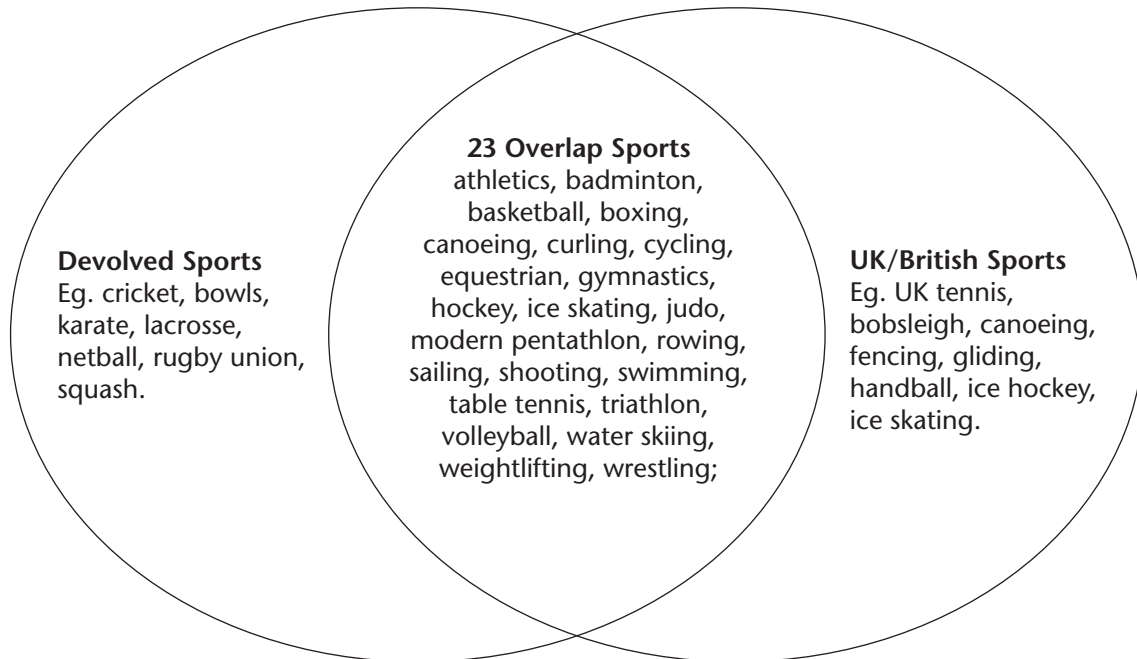 Devolved Sports
Eg. cricket, bowls,
karate, lacrosse,
netball, rugby union,
squash.
23 Overlap Sports
athletics, badminton,
basketball, boxing,
canoeing, curling, cycling,
equestrian, gymnastics,
hockey, ice skating, judo,
modern pentathlon, rowing,
sailing, shooting, swimming,
table tennis, triathlon,
volleyball, water skiing,
weightlifting, wrestling;
UK/British Sports
Eg. UK tennis,
bobsleigh, canoeing,
fencing, gliding,
handball, ice hockey,
ice skating.